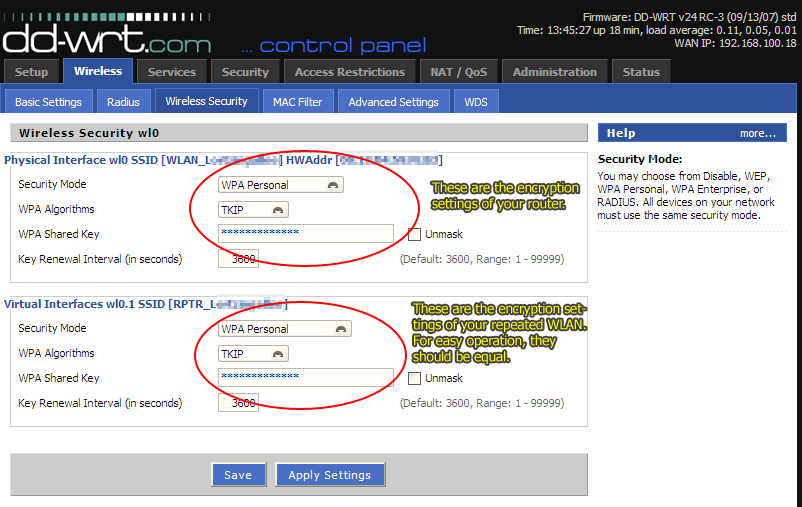 Firmware: DD-WRT v24 RC-3 (09/13/07) std
Time: 13:45:27 up 18 min, load average: 0.11, 0.05, 0.01
WAN IP: 192.168.100.18
dd-wrt.com ... control panel
Setup Wireless Services Security Access Restrictions NAT / QoS Administration Status
Basic Settings Radius Wireless Security MAC Filter Advanced Settings WDS
Wireless Security wl0
Physical Interface wl0 SSID [WLAN_L ] HWAddr [ ]
Security Mode WPA Personal
WPA Algorithms TKIP
WPA Shared Key ************* Unmask
Key Renewal Interval (in seconds) 3600 (Default: 3600, Range: 1 - 99999)
These are the encryption
settings of your router.
Virtual Interfaces wl0.1 SSID [RPTR_L ]
Security Mode WPA Personal
WPA Algorithms TKIP
WPA Shared Key ************* Unmask
Key Renewal Interval (in seconds) 3600 (Default: 3600, Range: 1 - 99999)
These are the encryption set-
tings of your repeated WLAN.
For easy operation, they
should be equal.
Save Apply Settings
Help more...
Security Mode:
You may choose from Disable, WEP,
WPA Personal, WPA Enterprise, or
RADIUS. All devices on your network
must use the same security mode.